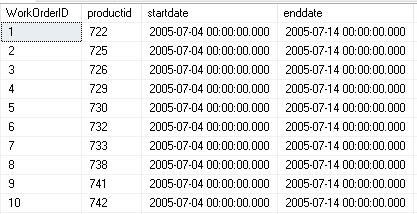 WorkOrderID productid startdate enddate
1 722 2005-07-04 00:00:00.000 2005-07-14 00:00:00.000
2 725 2005-07-04 00:00:00.000 2005-07-14 00:00:00.000
3 726 2005-07-04 00:00:00.000 2005-07-14 00:00:00.000
4 729 2005-07-04 00:00:00.000 2005-07-14 00:00:00.000
5 730 2005-07-04 00:00:00.000 2005-07-14 00:00:00.000
6 732 2005-07-04 00:00:00.000 2005-07-14 00:00:00.000
7 733 2005-07-04 00:00:00.000 2005-07-14 00:00:00.000
8 738 2005-07-04 00:00:00.000 2005-07-14 00:00:00.000
9 741 2005-07-04 00:00:00.000 2005-07-14 00:00:00.000
10 742 2005-07-04 00:00:00.000 2005-07-14 00:00:00.000